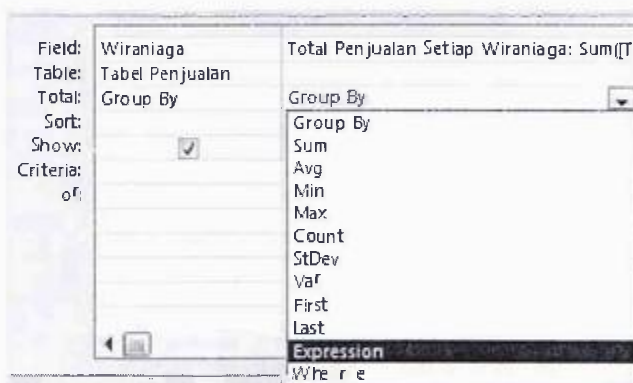 Field: Wiraniaga Total Penjualan Setiap Wiraniaga: Sum([T
Table: Tabel Penjualan
Total: Group By Group By
Sort: Group By
Show: Sum
Criteria: Avg
or: Min
Max
Count
StDev
Var
First
Last
Expression
Where